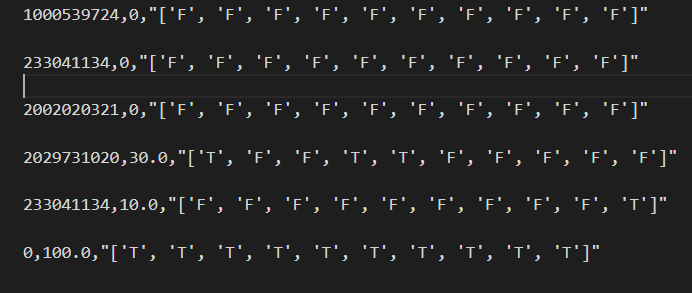 1000539724,0,"['F', 'F', 'F', 'F', 'F', 'F', 'F', 'F', 'F', 'F']"
233041134,0,"['F', 'F', 'F', 'F', 'F', 'F', 'F', 'F', 'F', 'F']"
2002020321,0,"['F', 'F', 'F', 'F', 'F', 'F', 'F', 'F', 'F', 'F']"
2029731020,30.0,"['T', 'F', 'F', 'T', 'T', 'F', 'F', 'F', 'F', 'F']"
233041134,10.0,"['F', 'F', 'F', 'F', 'F', 'F', 'F', 'F', 'F', 'T']"
0,100.0,"['T', 'T', 'T', 'T', 'T', 'T', 'T', 'T', 'T', 'T']"